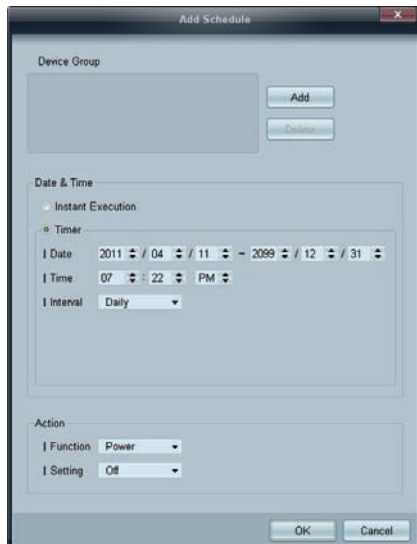 Add Schedule
Device Group
Add
Delete
Date & Time
Instant Execution
Timer
Date 2011 / 04 / 11 - 2099 / 12 / 31
Time 07 : 22 PM
Interval Daily
Action
Function Power
Setting Off
OK Cancel